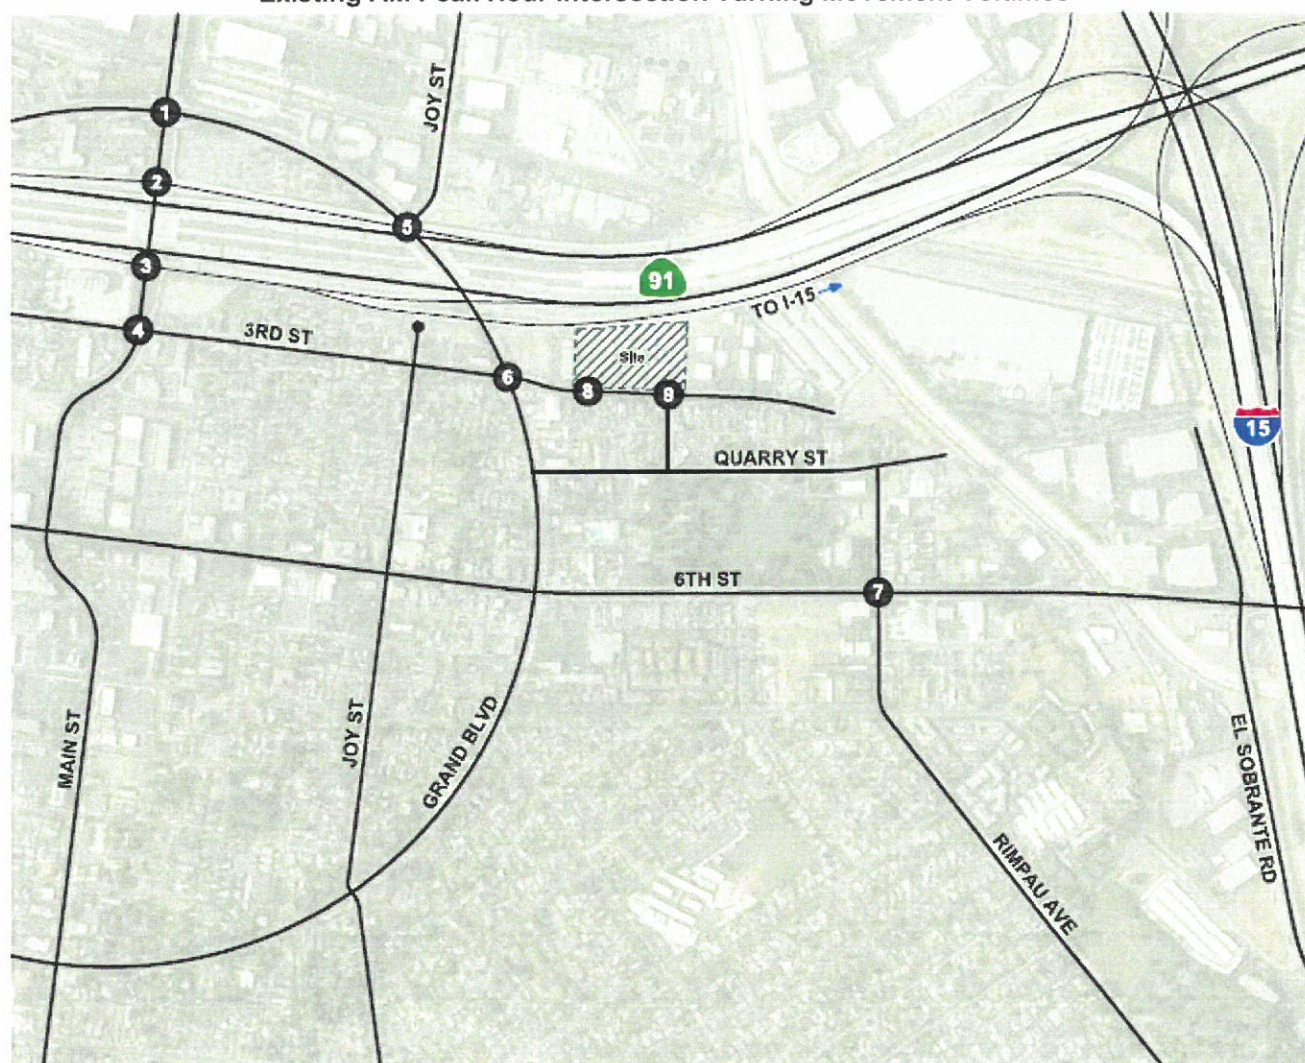 Existing AM Peak Hour Intersection Turning Movement Volumes
JOY ST
1
2
5
3
91
TO I-15
4
3RD ST
Site
6
8
9
15
QUARRY ST
6TH ST
7
MAIN ST
JOY ST
GRAND BLVD
EL SOBRANTE RD
RIMPAU AVE